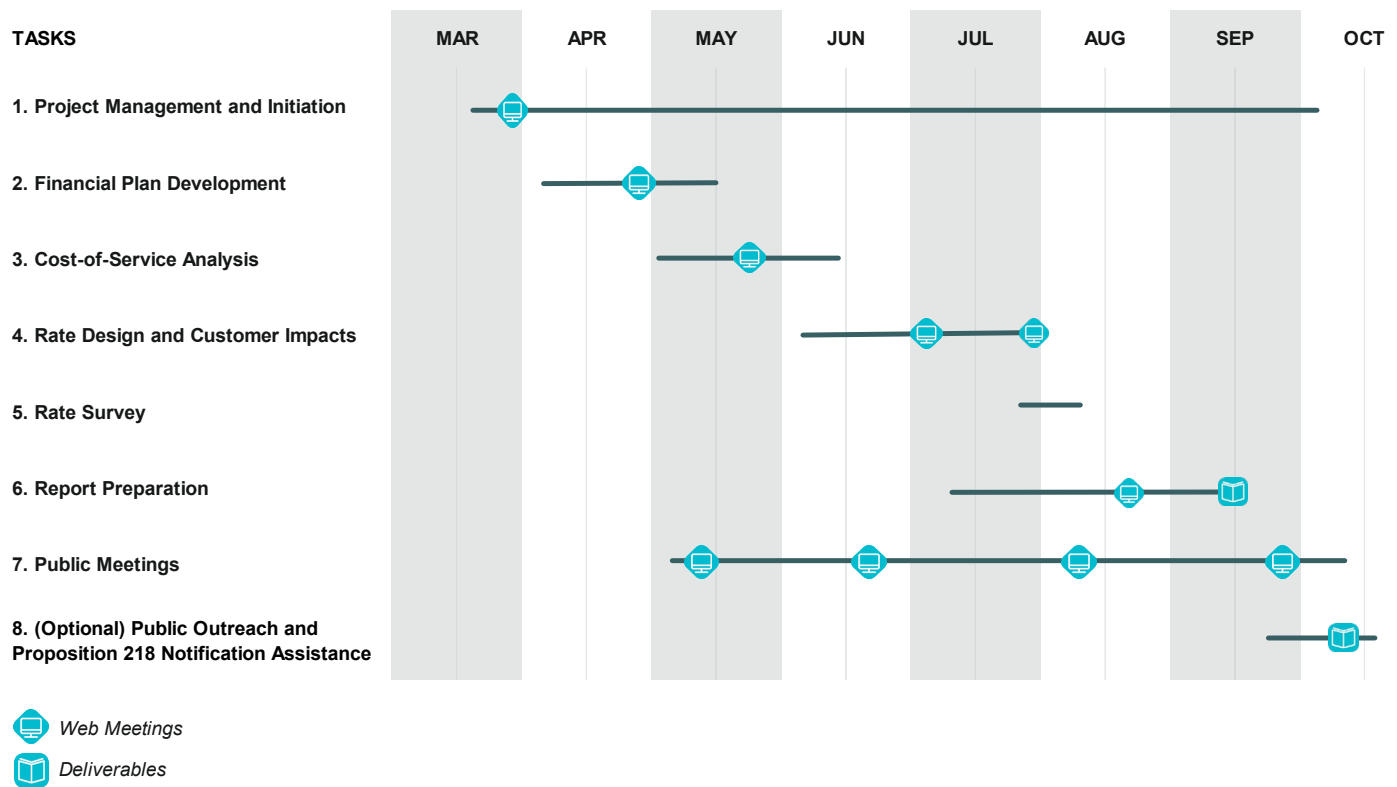 TASKS MAR APR MAY JUN JUL AUG SEP OCT
1. Project Management and Initiation
2. Financial Plan Development
3. Cost-of-Service Analysis
4. Rate Design and Customer Impacts
5. Rate Survey
6. Report Preparation
7. Public Meetings
8. (Optional) Public Outreach and
Proposition 218 Notification Assistance
Web Meetings
Deliverables